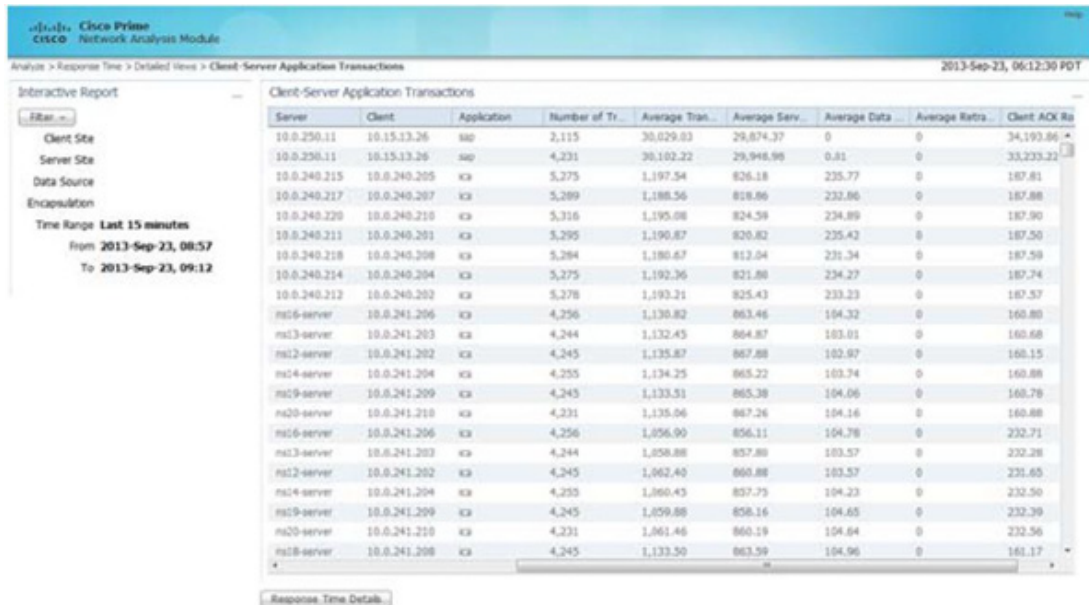 Help
Cisco Prime
CISCO Network Analysis Module
Analyze > Response Time > Detailed Views > Client-Server Application Transactions
2013-Sep-23, 06:12:30 PDT
Interactive Report
Filter
Client Site
Server Site
Data Source
Encapsulation
Time Range Last 15 minutes
From 2013-Sep-23, 08:57
To 2013-Sep-23, 09:12
Client-Server Application Transactions
Server Client Application Number of Tr... Average Tran... Average Serv... Average Data ... Average Retra... Client ACK Ro
10.0.250.11 10.15.13.26 sap 2,115 30,029.03 29,874.37 0 0 34,193.86
10.0.250.11 10.15.13.26 sap 4,231 30,102.22 29,948.98 0.01 0 33,233.22
10.0.240.215 10.0.240.205 ica 5,275 1,197.54 826.18 235.77 0 187.81
10.0.240.217 10.0.240.207 ica 5,289 1,188.56 818.86 232.86 0 187.88
10.0.240.220 10.0.240.210 ica 5,316 1,195.08 824.59 234.89 0 187.90
10.0.240.211 10.0.240.201 ica 5,295 1,190.87 820.82 235.42 0 187.50
10.0.240.218 10.0.240.208 ica 5,284 1,180.67 812.04 231.34 0 187.59
10.0.240.214 10.0.240.204 ica 5,275 1,192.36 821.88 234.27 0 187.74
10.0.240.212 10.0.240.202 ica 5,278 1,193.21 825.43 233.23 0 187.57
ns16-server 10.0.241.206 ica 4,256 1,130.82 863.46 104.32 0 160.80
ns13-server 10.0.241.203 ica 4,244 1,132.45 864.87 103.01 0 160.68
ns12-server 10.0.241.202 ica 4,245 1,135.87 867.88 102.97 0 160.15
ns14-server 10.0.241.204 ica 4,255 1,134.25 865.22 103.74 0 160.88
ns19-server 10.0.241.209 ica 4,245 1,133.51 865.38 104.06 0 160.78
ns20-server 10.0.241.210 ica 4,231 1,135.06 867.26 104.16 0 160.88
ns16-server 10.0.241.206 ica 4,256 1,056.90 856.11 104.78 0 232.71
ns13-server 10.0.241.203 ica 4,244 1,058.88 857.80 103.57 0 232.28
ns12-server 10.0.241.202 ica 4,245 1,062.40 860.88 103.57 0 231.65
ns14-server 10.0.241.204 ica 4,255 1,060.45 857.75 104.23 0 232.50
ns19-server 10.0.241.209 ica 4,245 1,059.88 858.16 104.65 0 232.39
ns20-server 10.0.241.210 ica 4,231 1,061.46 860.19 104.64 0 232.56
ns18-server 10.0.241.208 ica 4,245 1,133.50 863.59 104.96 0 161.17
Response Time Details